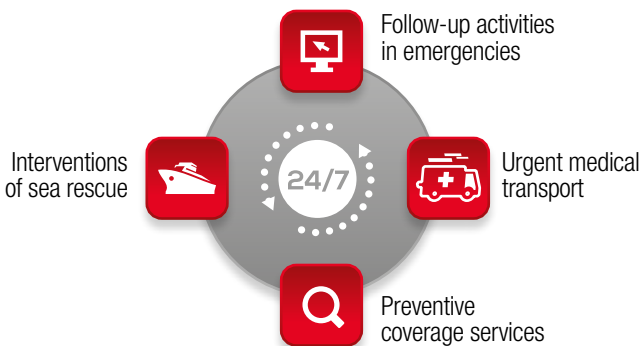 Follow-up activities
in emergencies
Interventions
of sea rescue
24/7
Urgent medical
transport
Preventive
coverage services